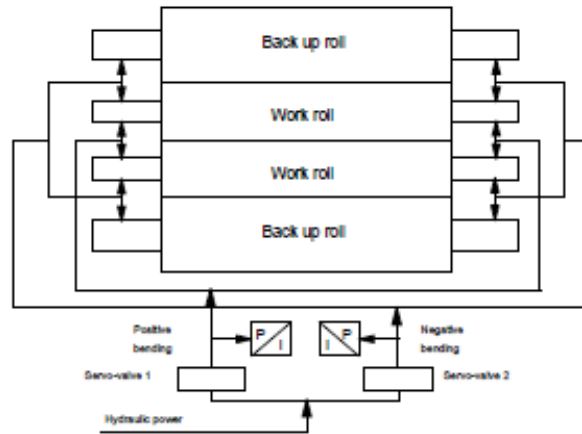 Back up roll
Work roll
Work roll
Back up roll
Positive
bending
P
I
P
I
Negative
bending
Servo-valve 1
Servo-valve 2
Hydraulic power